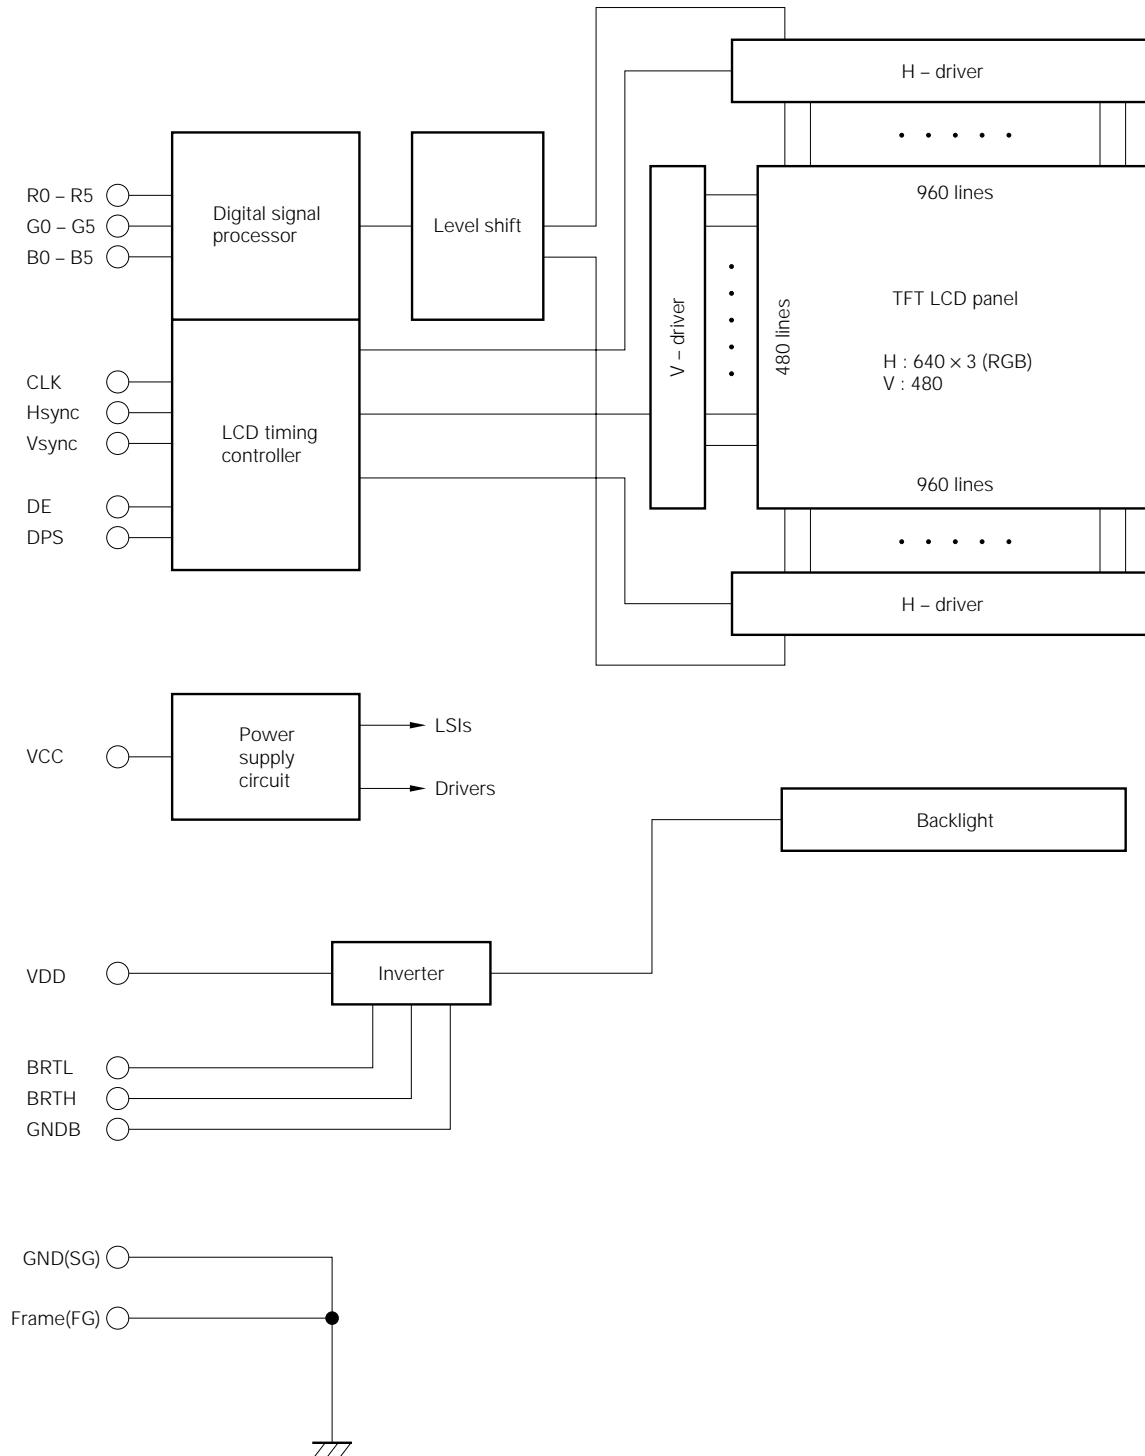 H – driver
R0 – R5
G0 – G5
B0 – B5
Digital signal
processor
Level shift
V – driver
480 lines
960 lines
TFT LCD panel
H : 640 × 3 (RGB)
V : 480
960 lines
CLK
Hsync
Vsync
DE
DPS
LCD timing
controller
H – driver
VCC
Power
supply
circuit
LSIs
Drivers
Backlight
VDD
Inverter
BRTL
BRTH
GNDB
GND(SG)
Frame(FG)